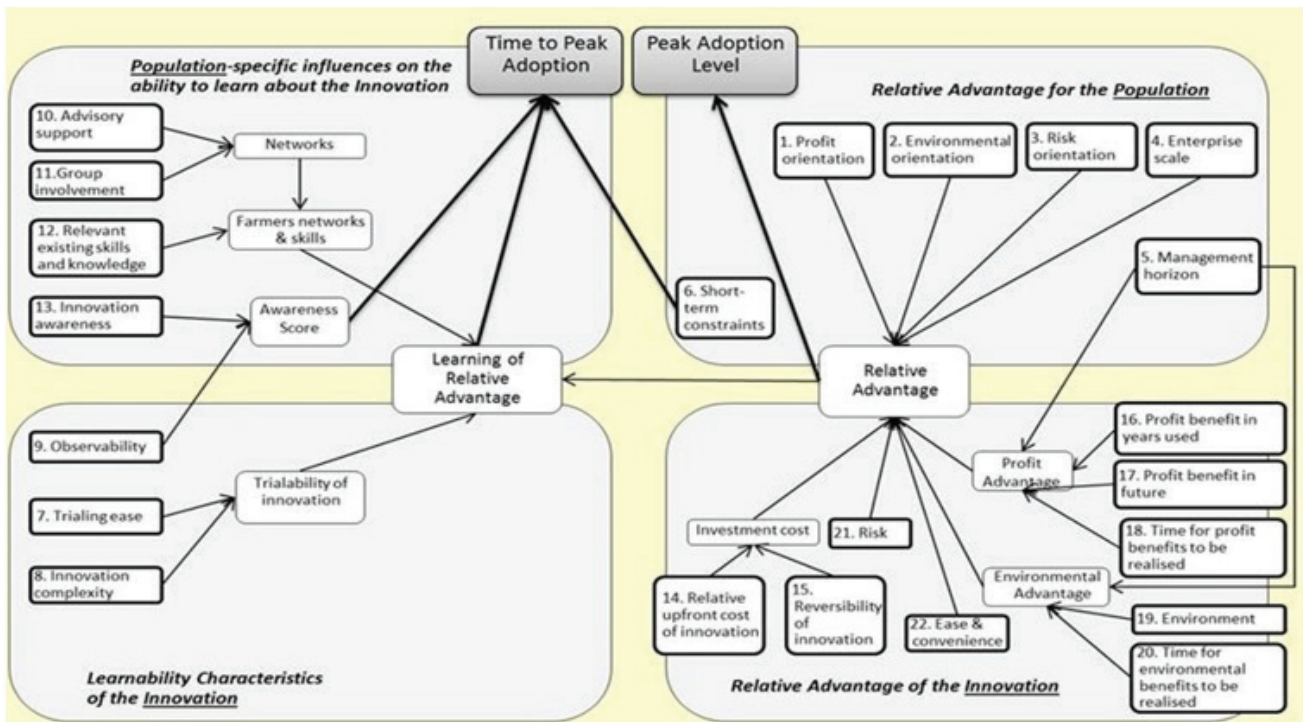 Time to Peak
Adoption
Peak Adoption
Level
Population-specific influences on the
ability to learn about the Innovation
10. Advisory
support
Networks
11.Group
involvement
12. Relevant
existing skills
and knowledge
Farmers networks
& skills
13. Innovation
awareness
Awareness
Score
Relative Advantage for the Population
1. Profit
orientation
2. Environmental
orientation
3. Risk
orientation
4. Enterprise
scale
5. Management
horizon
6. Short-
term
constraints
Learning of
Relative
Advantage
Relative
Advantage
9. Observability
Trialability of
innovation
7. Trialing ease
8. Innovation
complexity
Learnability Characteristics
of the Innovation
16. Profit benefit in
years used
Profit
Advantage
17. Profit benefit in
future
18. Time for profit
benefits to be
realised
Investment cost
21. Risk
Environmental
Advantage
14. Relative
upfront cost
of innovation
15.
Reversibility
of
innovation
22. Ease &
convenience
19. Environment
20. Time for
environmental
benefits to be
realised
Relative Advantage of the Innovation